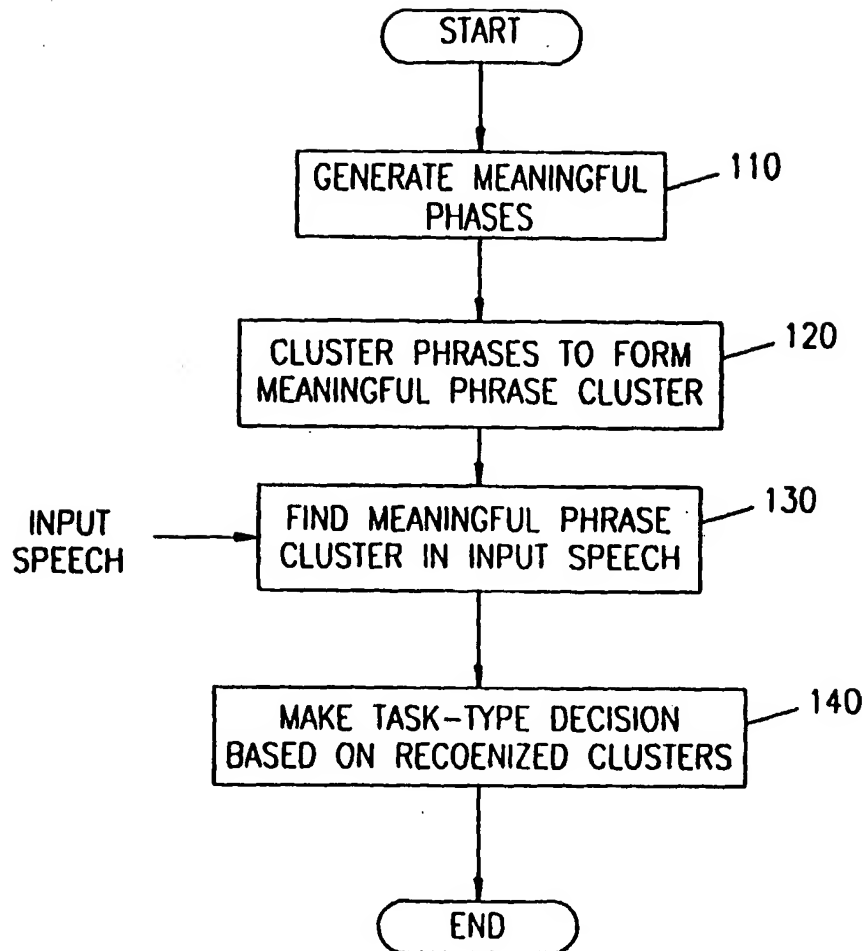 START
GENERATE MEANINGFUL
PHASES
110
CLUSTER PHRASES TO FORM
MEANINGFUL PHRASE CLUSTER
120
INPUT
SPEECH
FIND MEANINGFUL PHRASE
CLUSTER IN INPUT SPEECH
130
MAKE TASK-TYPE DECISION
BASED ON RECOENIZED CLUSTERS
140
END